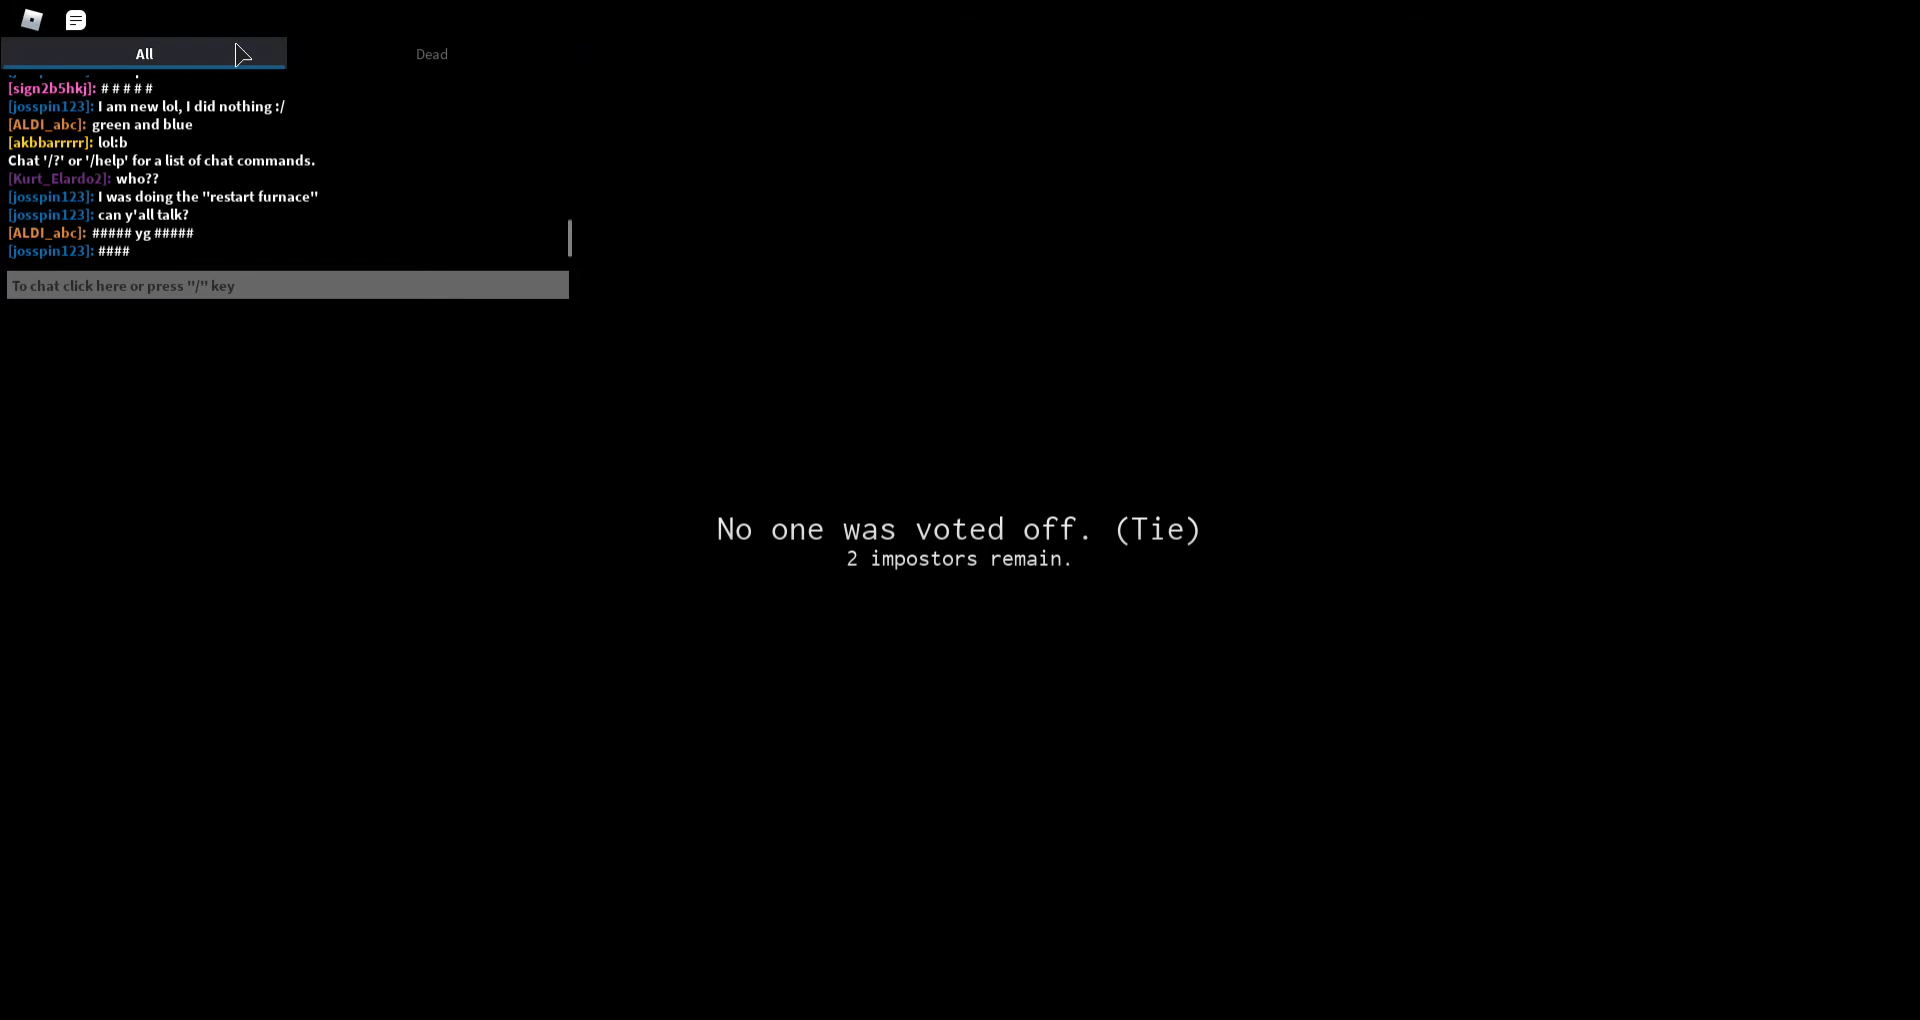 All
Dead
[sign2b5hkj]: # # # # #
[josspin123]: I am new lol, I did nothing :/
[ALDI_abc]: green and blue
[akbbarrrrr]: lol:b
Chat '/?' or '/help' for a list of chat commands.
[Kurt_Elardo2]: who??
[josspin123]: I was doing the "restart furnace"
[josspin123]: can y'all talk?
[ALDI_abc]: ##### yg #####
[josspin123]: ####
To chat click here or press "/" key
No one was voted off. (Tie)
2 impostors remain.